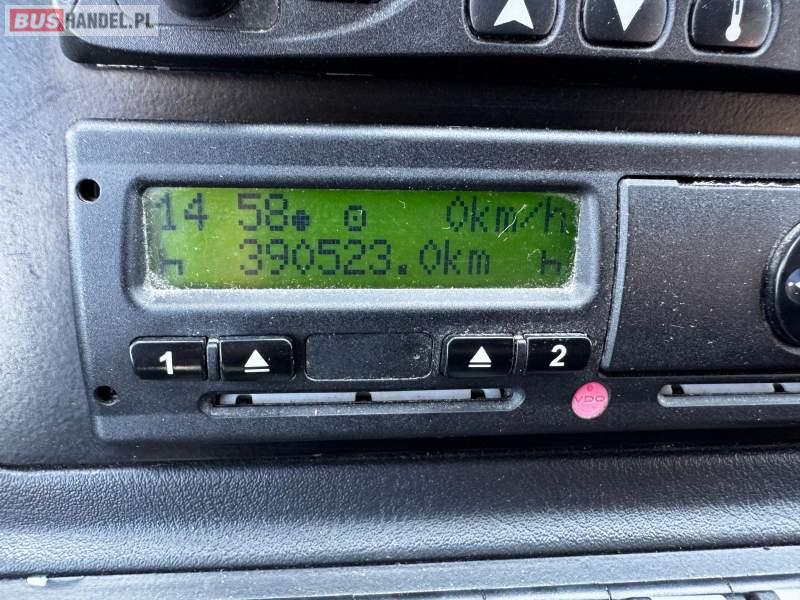 BUSHANDEL.PL
14 58 0km/h
390523.0km
1 2
VDO